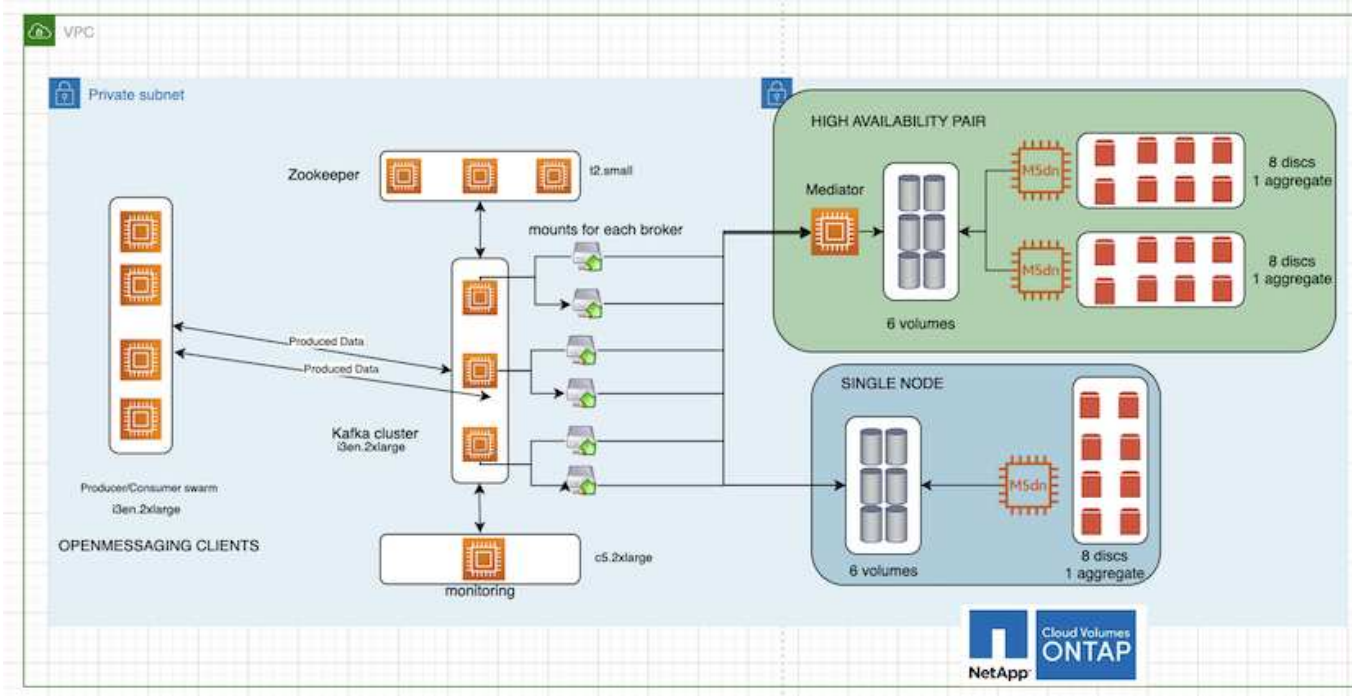 VPC
Private subnet
HIGH AVAILABILITY PAIR
Zookeeper
t2.small
Mediator
M5dn
8 discs
1 aggregate
mounts for each broker
M5dn
8 discs
1 aggregate
6 volumes
Produced Data
Produced Data
SINGLE NODE
Kafka cluster
i3en.2xlarge
Producer/Consumer swarm
i3en.2xlarge
M5dn
OPENMESSAGING CLIENTS
c5.2xlarge
monitoring
6 volumes
8 discs
1 aggregate
NetApp
Cloud Volumes
ONTAP